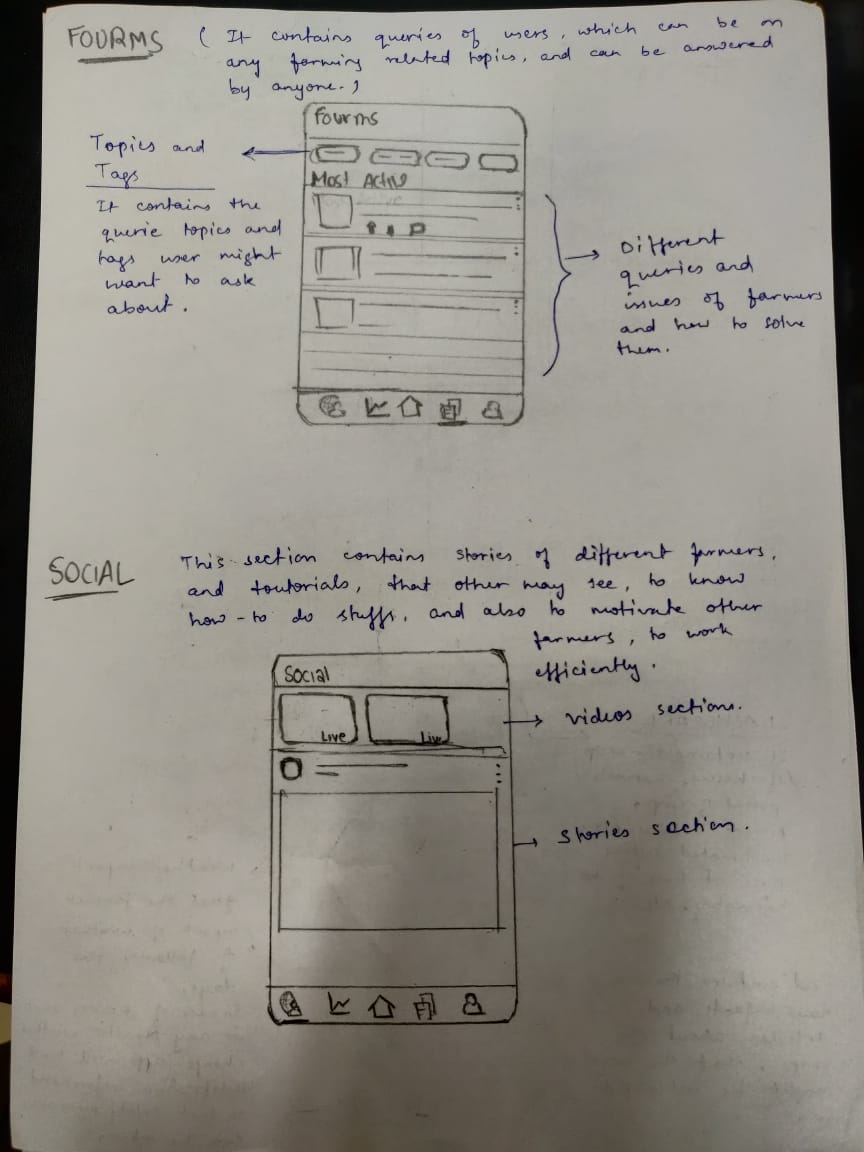 FOURMS
( It contains queries of users, which can be on
any farming related topics, and can be answered
by anyone. )
Fourms
Most Active
Topics and
Tags
It contains the
querie topics and
tags user might
want to ask
about.
Different
queries and
issues of farmers
and how to solve
them.
SOCIAL
This section contains stories of different farmers,
and toutorials, that other may see, to know
how-to do stuffs, and also to motivate other
farmers, to work
efficiently.
Social
Live
Live
videos sections.
Stories section.